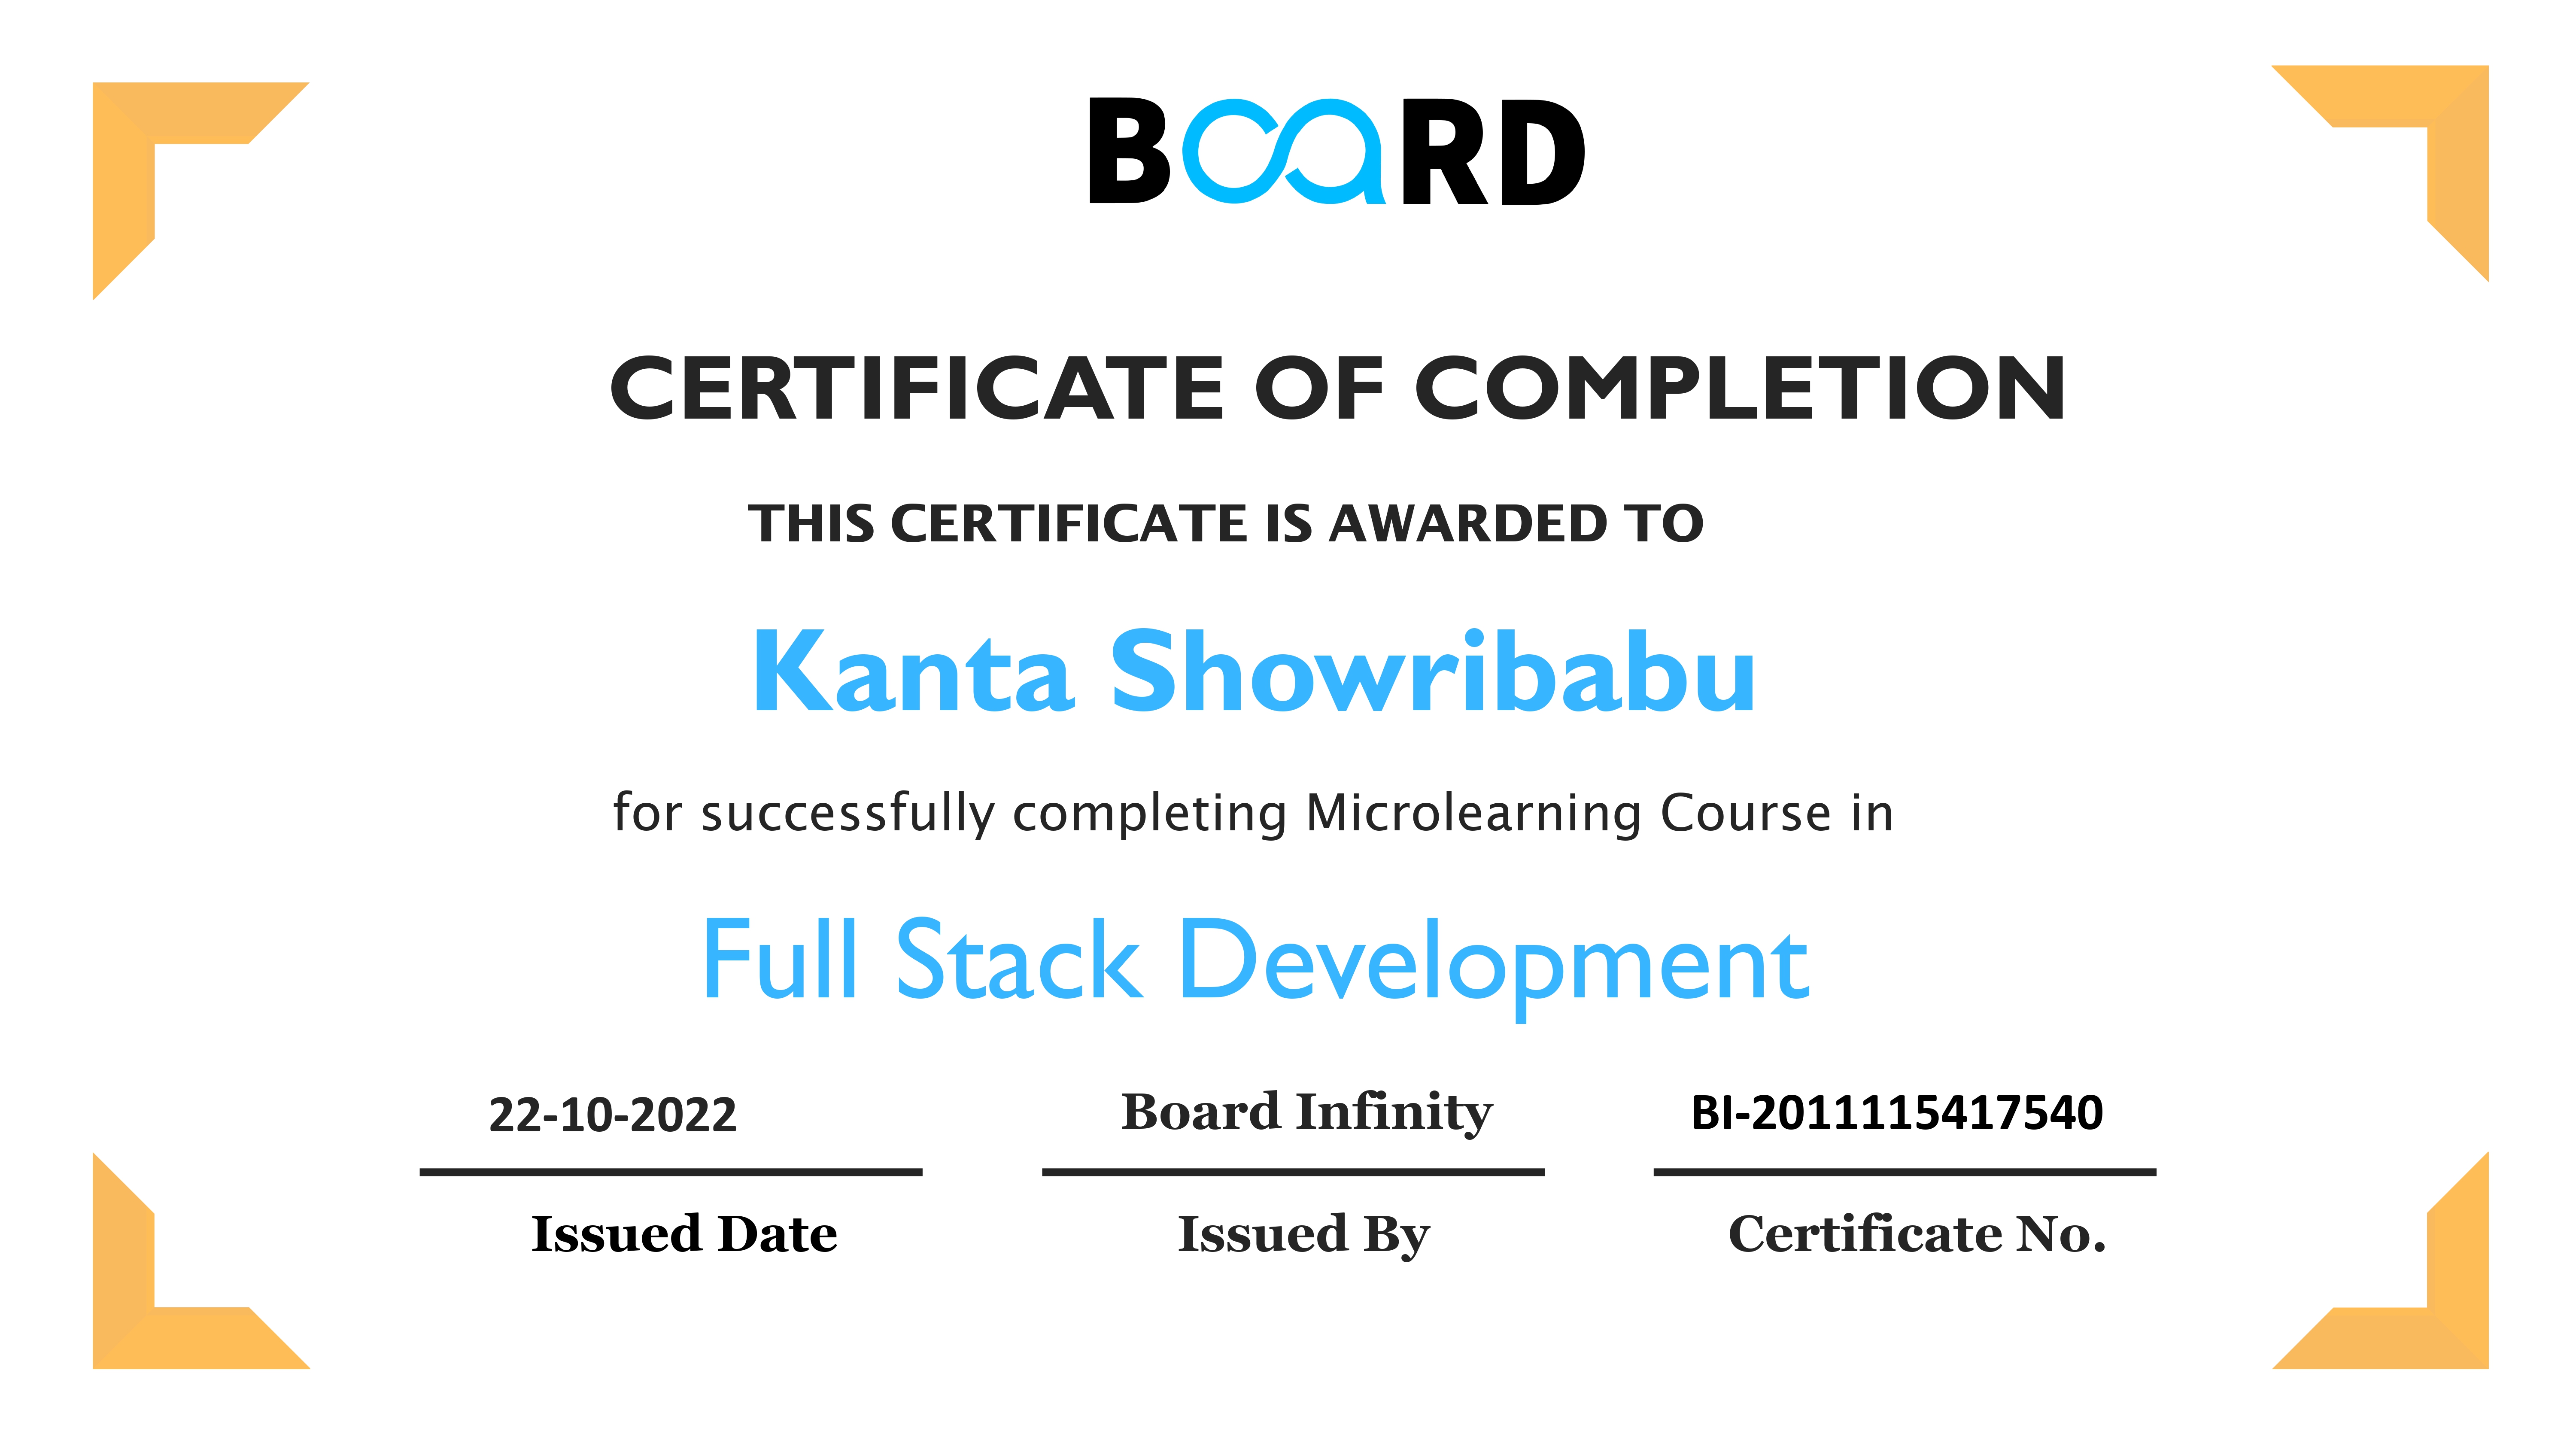 BOARD
CERTIFICATE OF COMPLETION
THIS CERTIFICATE IS AWARDED TO
Kanta Showribabu
for successfully completing Microlearning Course in
Full Stack Development
22-10-2022
Board Infinity
BI-2011115417540
Issued Date
Issued By
Certificate No.